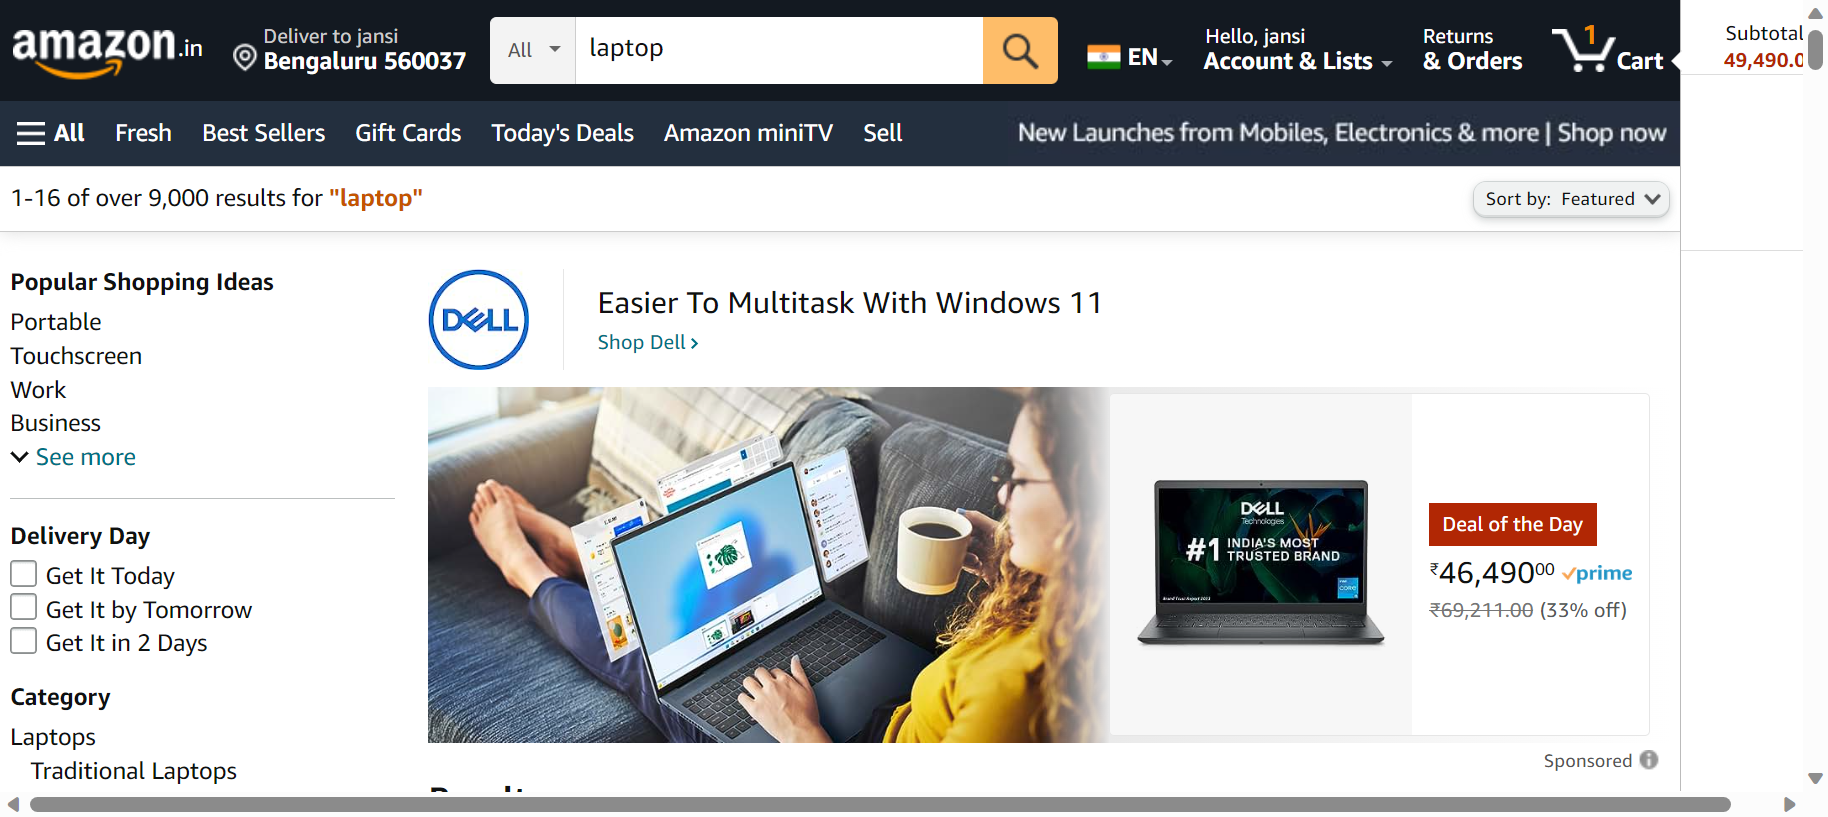 amazon.in
Deliver to jansi
Bengaluru 560037
All
laptop
EN
Hello, jansi
Account & Lists
Returns
& Orders
1
Cart
Subtotal
49,490.0
All
Fresh
Best Sellers
Gift Cards
Today's Deals
Amazon miniTV
Sell
New Launches from Mobiles, Electronics & more | Shop now
1-16 of over 9,000 results for "laptop"
Sort by: Featured
Popular Shopping Ideas
Portable
Touchscreen
Work
Business
See more
Delivery Day
Get It Today
Get It by Tomorrow
Get It in 2 Days
Category
Laptops
Traditional Laptops
DELL
Easier To Multitask With Windows 11
Shop Dell ›
DELL
Technologies
#1 INDIA'S MOST
TRUSTED BRAND
Deal of the Day
₹46,49000 prime
₹69,211.00 (33% off)
Sponsored